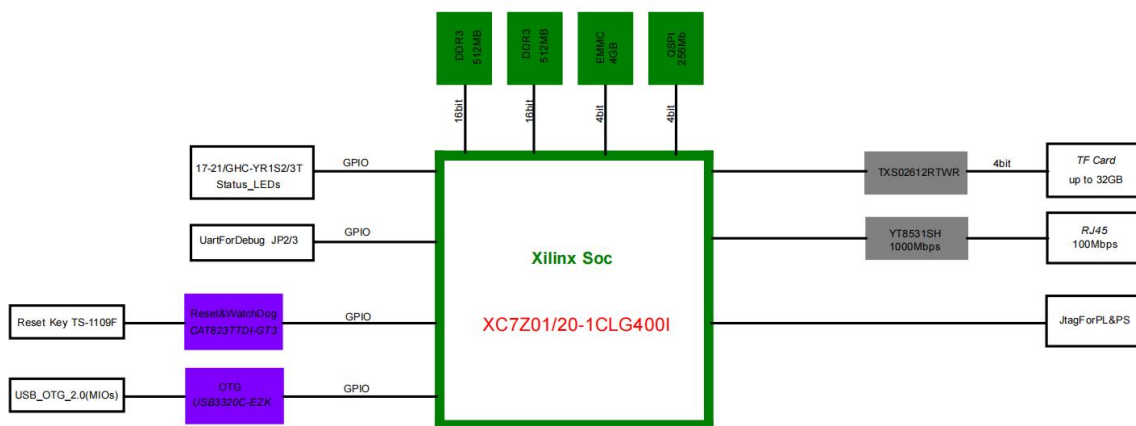 DDR3
512MB
DDR3
512MB
EMMC
4GB
QSPI
256Mb
16bit
16bit
4bit
4bit
17-21/GHC-YR1S2/3T
Status_LEDs
GPIO
TXS02612RTWR
4bit
TF Card
up to 32GB
UartForDebug JP2/3
GPIO
YT8531SH
1000Mbps
RJ45
100Mbps
Xilinx Soc
XC7Z01/20-1CLG400I
Reset Key TS-1109F
Reset&WatchDog
CAT823TTDI-GT3
GPIO
JtagForPL&PS
USB_OTG_2.0(MIOs)
OTG
USB3320C-EZK
GPIO